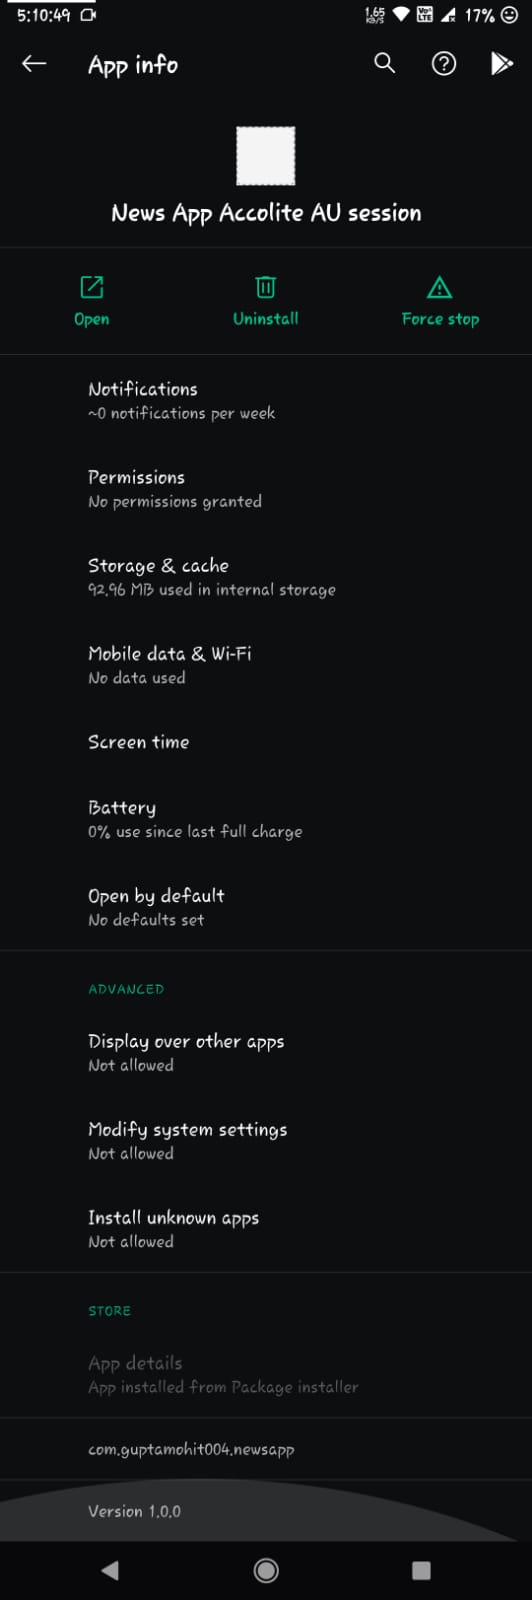 5:10:49
1.65 KB/S
VoD LTE
17%
App info
News App Accolite AU session
Open
Uninstall
Force stop
Notifications
~0 notifications per week
Permissions
No permissions granted
Storage & cache
92.96 MB used in internal storage
Mobile data & Wi-Fi
No data used
Screen time
Battery
0% use since last full charge
Open by default
No defaults set
ADVANCED
Display over other apps
Not allowed
Modify system settings
Not allowed
Install unknown apps
Not allowed
STORE
App details
App installed from Package installer
com.guptamohit004.newsapp
Version 1.0.0